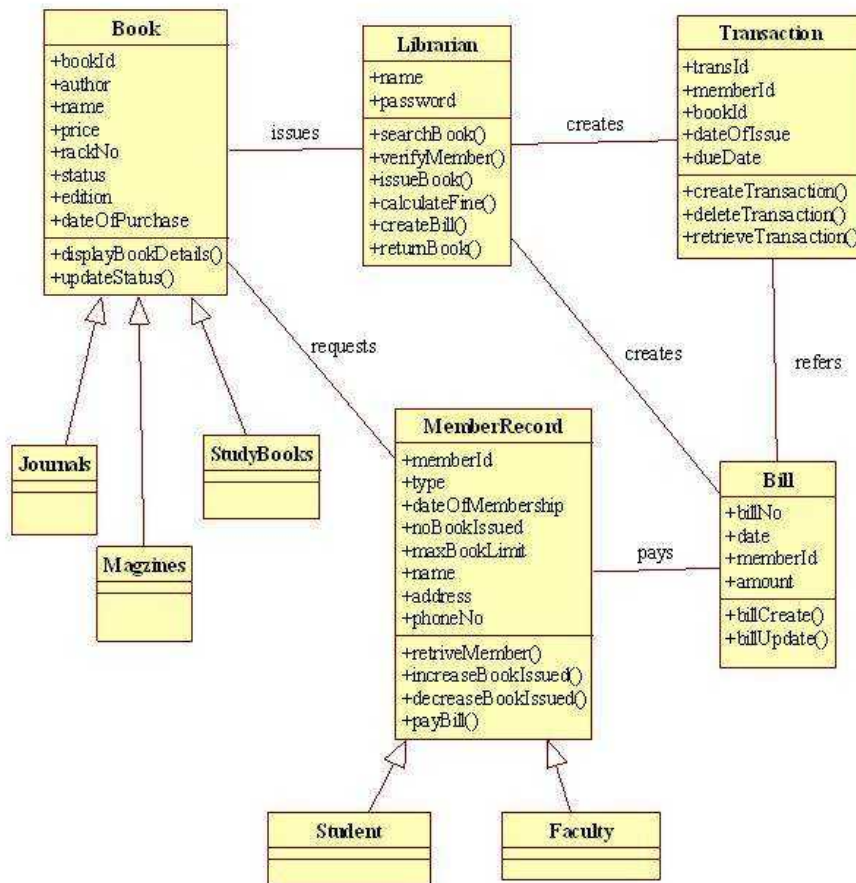 Book
+bookId
+author
+name
+price
+rackNo
+status
+edition
+dateOfPurchase
+displayBookDetails()
+updateStatus()
issues
Librarian
+name
+password
+searchBook()
+verifyMember()
+issueBook()
+calculateFine()
+createBill()
+returnBook()
creates
Transaction
+transId
+memberId
+bookId
+dateOfIssue
+dueDate
+createTransaction()
+deleteTransaction()
+retrieveTransaction()
requests
creates
refers
Journals
StudyBooks
Magzines
MemberRecord
+memberId
+type
+dateOfMembership
+noBookIssued
+maxBookLimit
+name
+address
+phoneNo
+retriveMember()
+increaseBookIssued()
+decreaseBookIssued()
+payBill()
pays
Bill
+billNo
+date
+memberId
+amount
+billCreate()
+billUpdate()
Student
Faculty